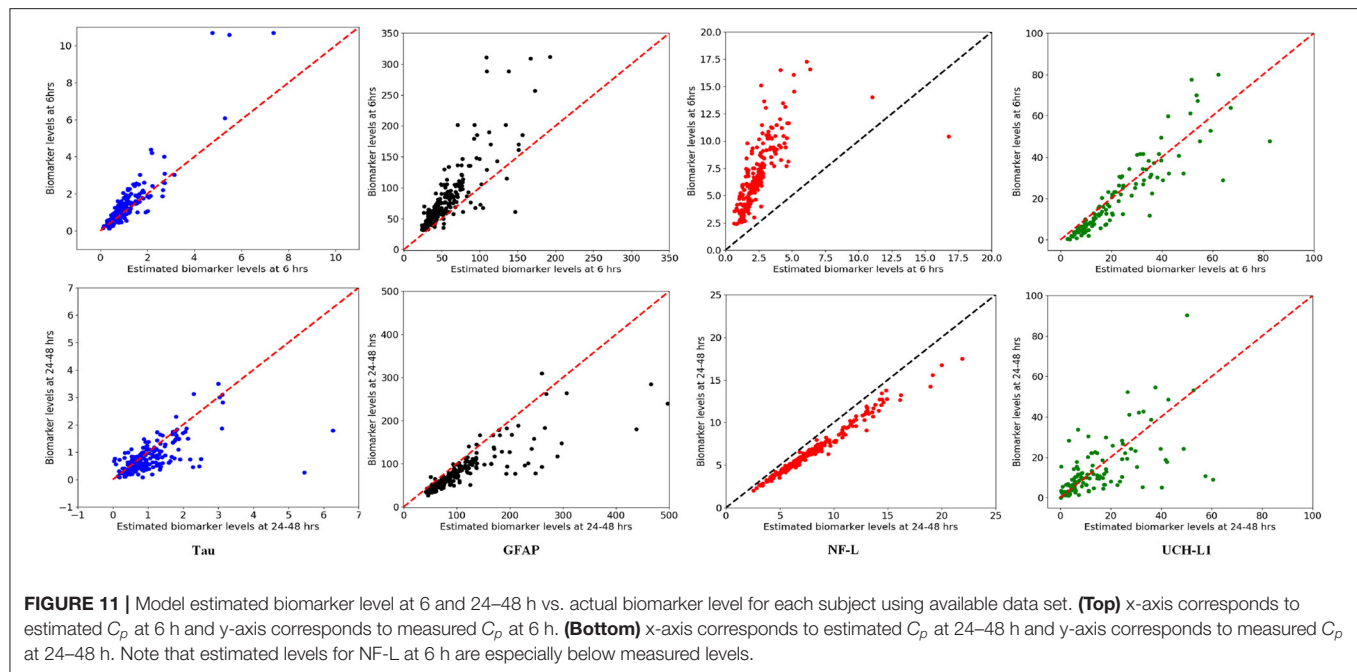 Biomarker levels at 6hrs
10
8
6
4
2
0
0 2 4 6 8 10
Estimated biomarker levels at 6 hrs
Biomarker levels at 6hrs
350
300
250
200
150
100
50
0
0 50 100 150 200 250 300 350
Estimated biomarker levels at 6 hrs
Biomarker levels at 6hrs
20.0
17.5
15.0
12.5
10.0
7.5
5.0
2.5
0.0
0.0 2.5 5.0 7.5 10.0 12.5 15.0 17.5 20.0
Estimated biomarker levels at 6 hrs
Biomarker levels at 6hrs
100
80
60
40
20
0
0 20 40 60 80 100
Estimated biomarker levels at 6 hrs
Biomarker levels at 24-48 hrs
7
6
5
4
3
2
1
0
−1
−1 0 1 2 3 4 5 6 7
Estimated biomarker levels at 24-48 hrs
Tau
Biomarker levels at 24-48 hrs
500
400
300
200
100
0
0 100 200 300 400 500
Estimated biomarker levels at 24-48 hrs
GFAP
Biomarker levels at 24-48 hrs
25
20
15
10
5
0
0 5 10 15 20 25
Estimated biomarker levels at 24-48 hrs
NF-L
Biomarker levels at 24-48 hrs
100
80
60
40
20
0
0 20 40 60 80 100
Estimated biomarker levels at 24-48 hrs
UCH-L1
FIGURE 11 | Model estimated biomarker level at 6 and 24–48 h vs. actual biomarker level for each subject using available data set. (Top) x-axis corresponds to
estimated Cp at 6 h and y-axis corresponds to measured Cp at 6 h. (Bottom) x-axis corresponds to estimated Cp at 24–48 h and y-axis corresponds to measured Cp
at 24–48 h. Note that estimated levels for NF-L at 6 h are especially below measured levels.